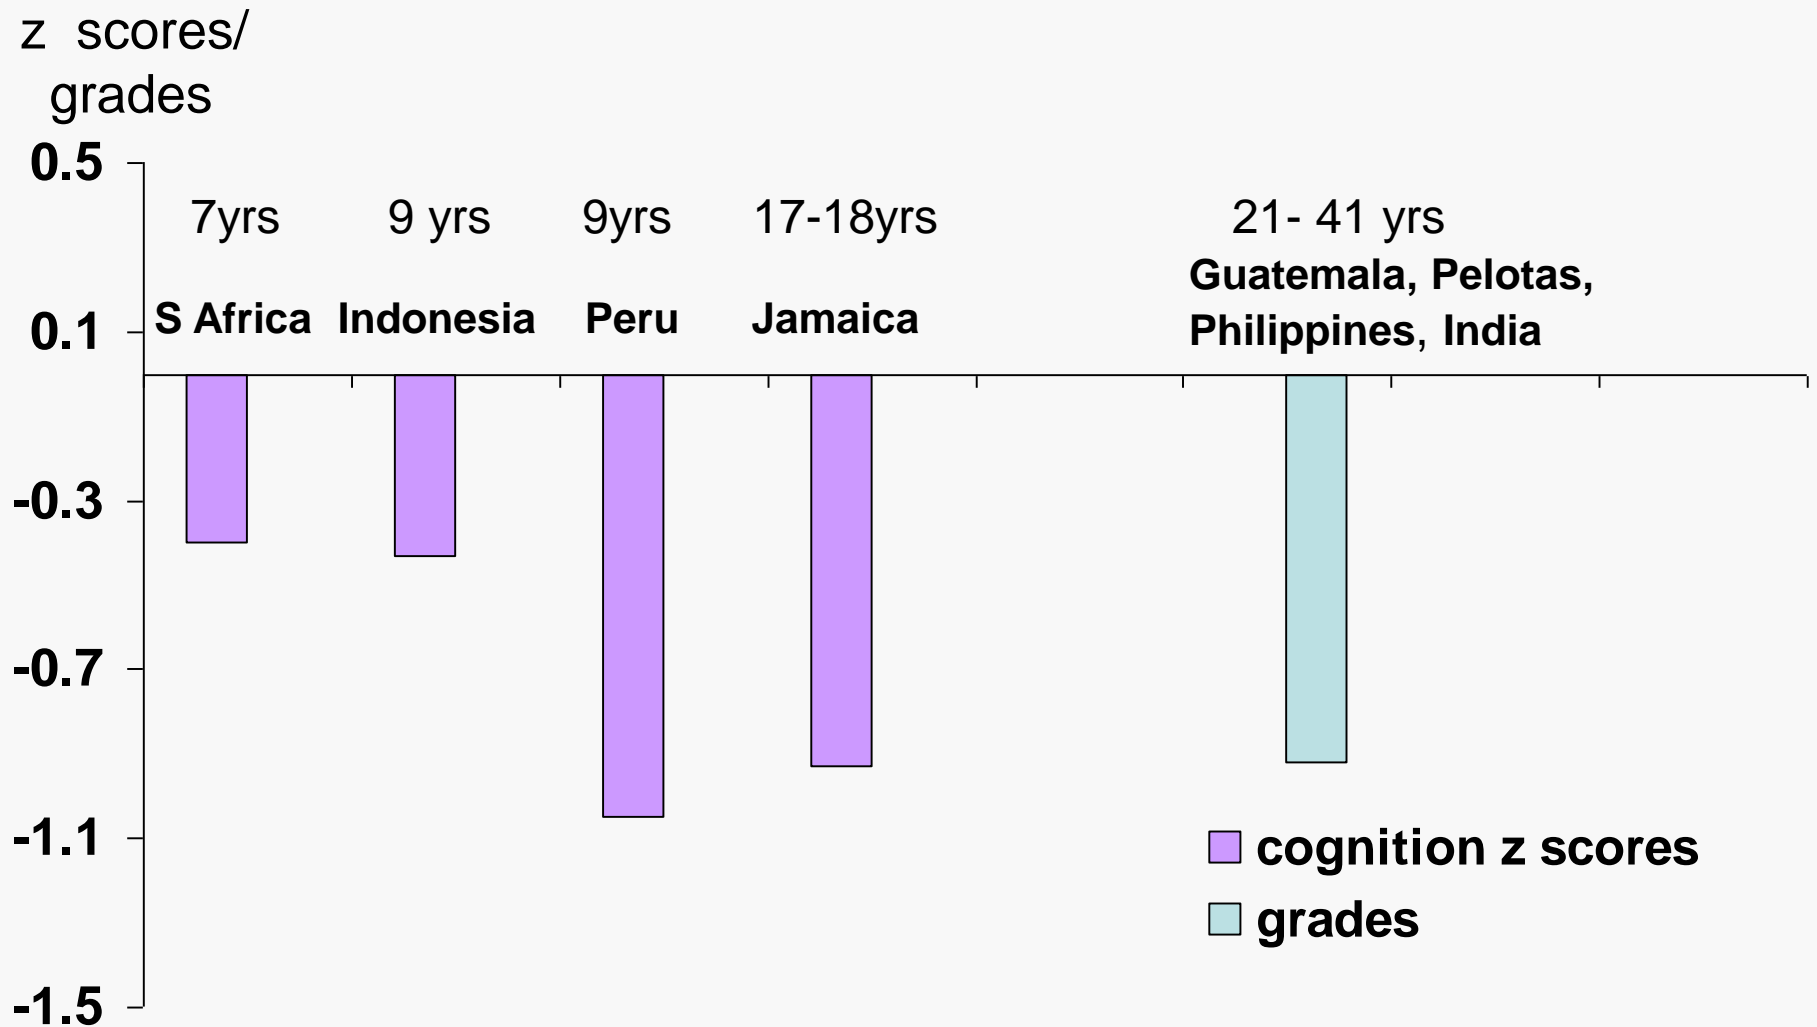 z scores/
grades
0.5
7yrs 9 yrs 9yrs 17-18yrs 21- 41 yrs
Guatemala, Pelotas,
S Africa Indonesia Peru Jamaica
Philippines, India
0.1
-0.3
-0.7
-1.1
cognition z scores
grades
-1.5